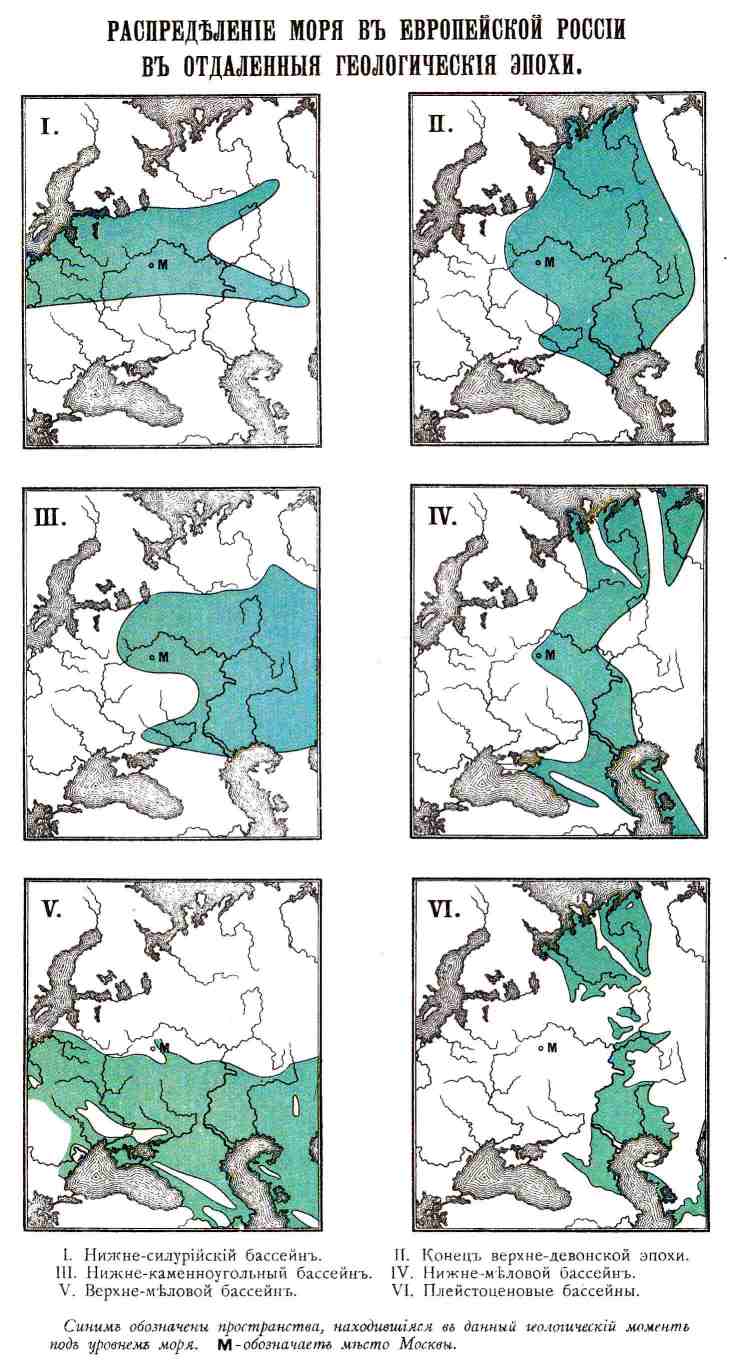 РАСПРЕДѢЛЕНІЕ МОРЯ ВЪ ЕВРОПЕЙСКОЙ РОССІИ
ВЪ ОТДАЛЕННЫЯ ГЕОЛОГИЧЕСКІЯ ЭПОХИ.
I.
М
II.
М
III.
М
IV.
М
V.
М
VI.
М
I. Нижне-силурійскій бассейнъ.
II. Конецъ верхне-девонской эпохи.
III. Нижне-каменноугольный бассейнъ.
IV. Нижне-мѣловой бассейнъ.
V. Верхне-мѣловой бассейнъ.
VI. Плейстоценовые бассейны.
Синимъ обозначены пространства, находившіяся въ данный геологическій моментъ
подъ уровнемъ моря. М-обозначаетъ мѣсто Москвы.